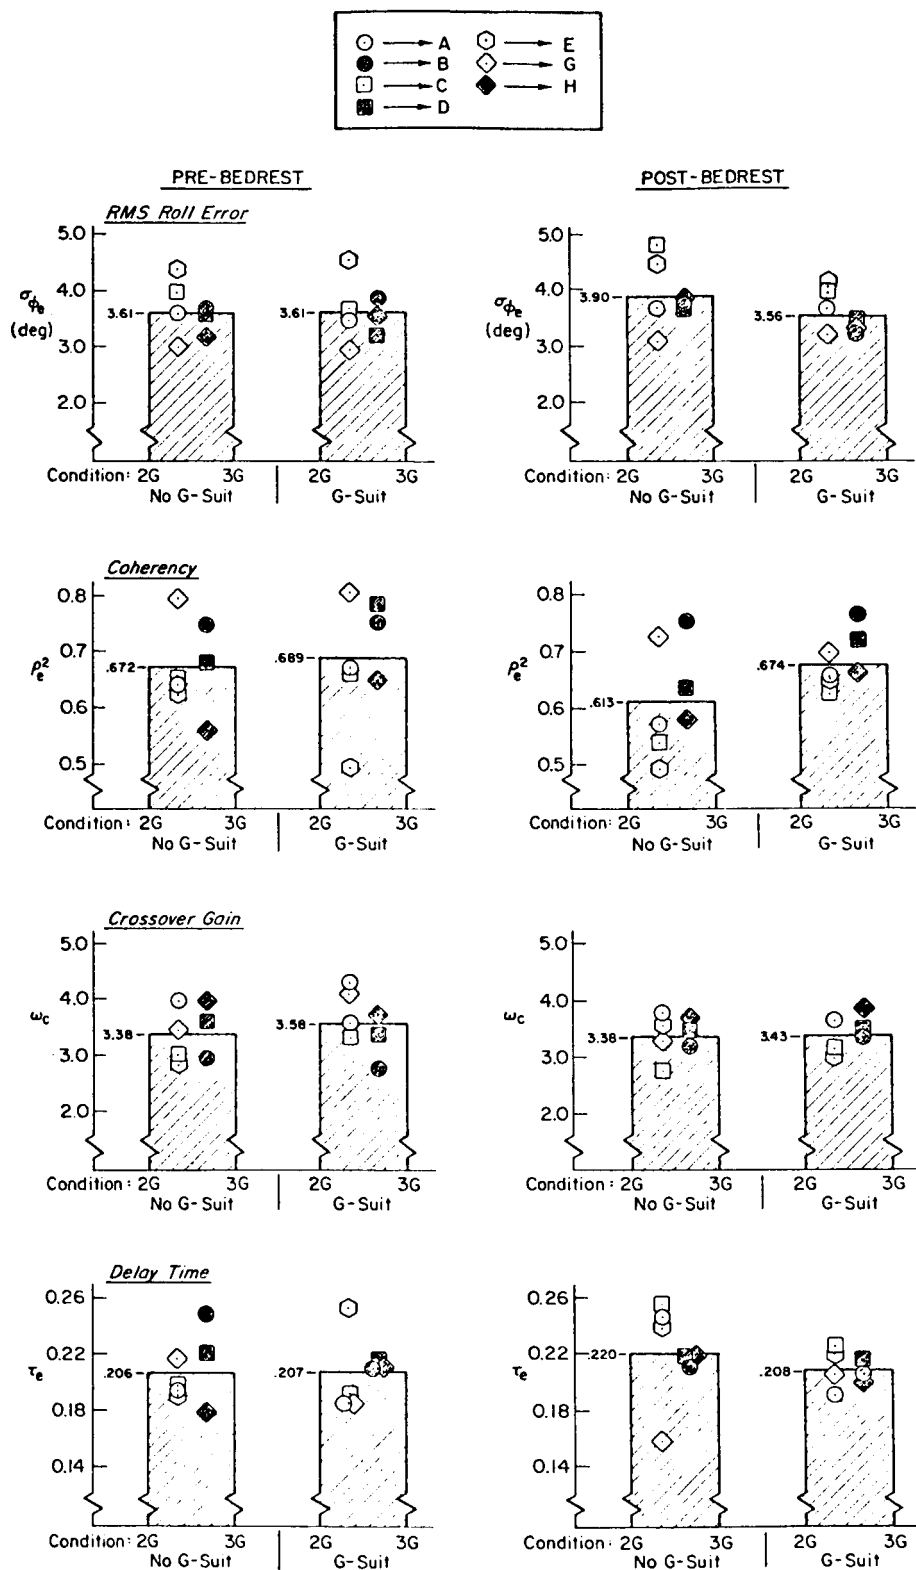 A E
B G
C H
D
PRE-BEDREST POST-BEDREST
RMS Roll Error
5.0 5.0
4.0 4.0
σφe σφe
3.61 3.61 3.90 3.56
(deg) (deg)
3.0 3.0
2.0 2.0
Condition: 2G 3G 2G 3G Condition: 2G 3G 2G 3G
No G-Suit G-Suit No G-Suit G-Suit
Coherency
0.8 0.8
0.7 0.7
ρe² .672 .689 ρe² .613 .674
0.6 0.6
0.5 0.5
Condition: 2G 3G 2G 3G Condition: 2G 3G 2G 3G
No G-Suit G-Suit No G-Suit G-Suit
Crossover Gain
5.0 5.0
4.0 4.0
ωc 3.38 3.58 ωc 3.38 3.43
3.0 3.0
2.0 2.0
Condition: 2G 3G 2G 3G Condition: 2G 3G 2G 3G
No G-Suit G-Suit No G-Suit G-Suit
Delay Time
0.26 0.26
0.22 0.22
τe .206 .207 τe .220 .208
0.18 0.18
0.14 0.14
Condition: 2G 3G 2G 3G Condition: 2G 3G 2G 3G
No G-Suit G-Suit No G-Suit G-Suit